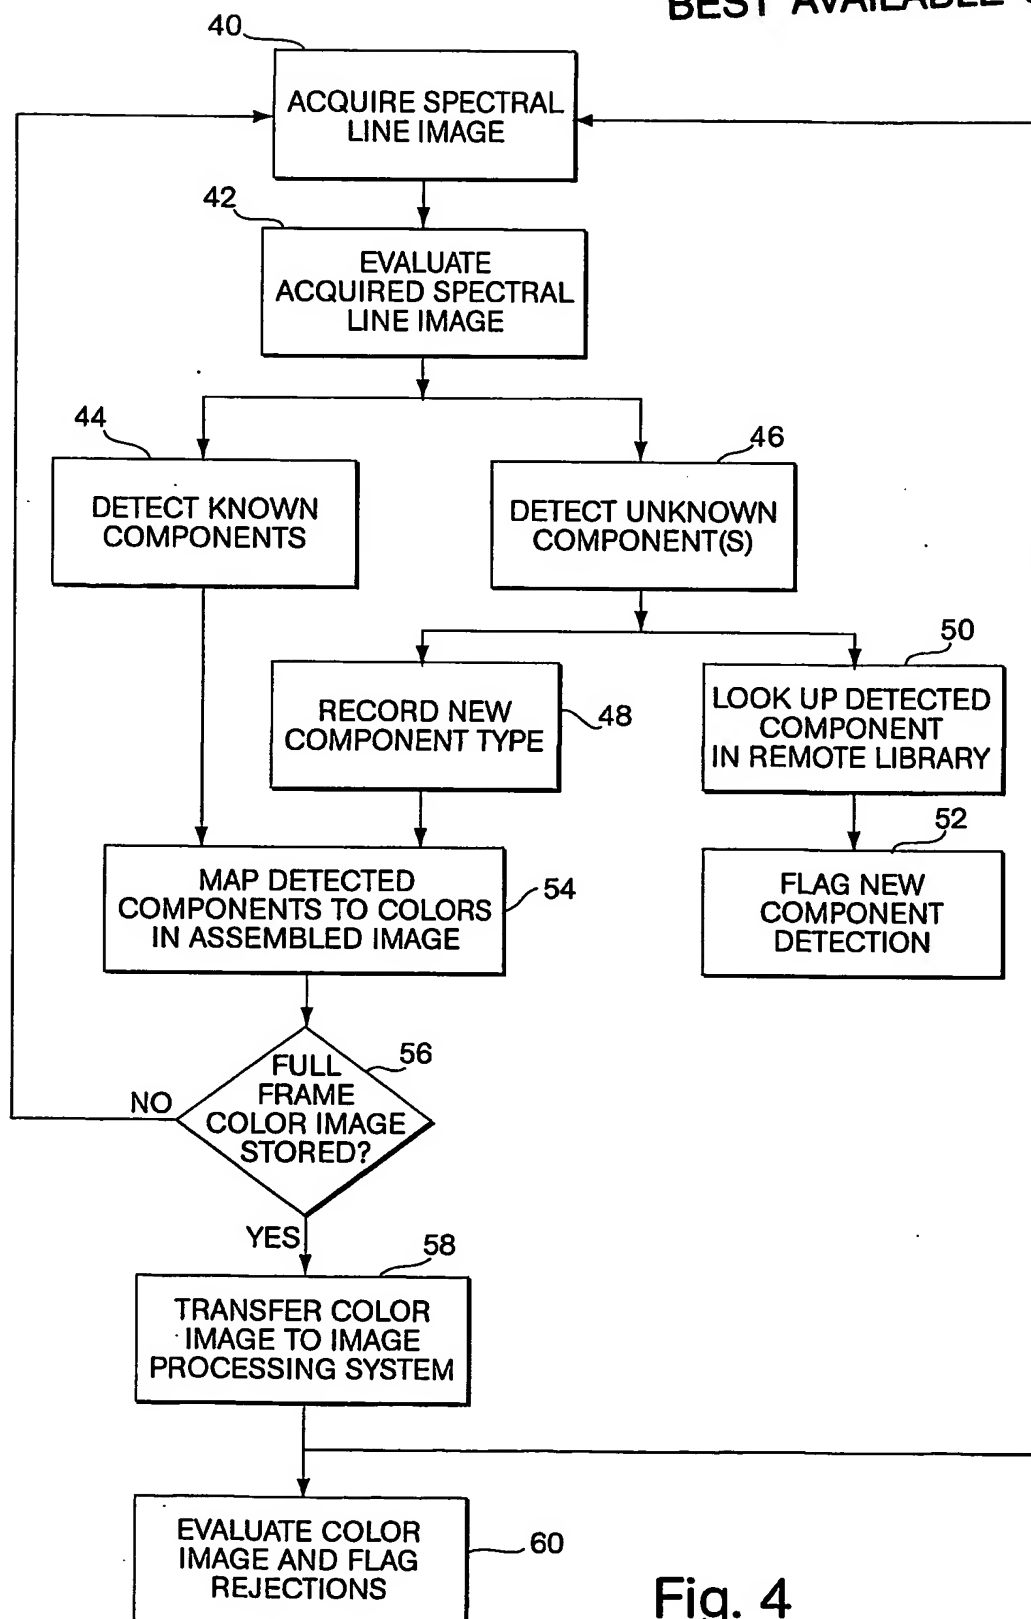 BEST AVAILABLE
40
ACQUIRE SPECTRAL
LINE IMAGE
42
EVALUATE
ACQUIRED SPECTRAL
LINE IMAGE
44
DETECT KNOWN
COMPONENTS
46
DETECT UNKNOWN
COMPONENT(S)
RECORD NEW
COMPONENT TYPE
48
50
LOOK UP DETECTED
COMPONENT
IN REMOTE LIBRARY
52
FLAG NEW
COMPONENT
DETECTION
MAP DETECTED
COMPONENTS TO COLORS
IN ASSEMBLED IMAGE
54
FULL
FRAME
COLOR IMAGE
STORED?
56
NO
YES
58
TRANSFER COLOR
IMAGE TO IMAGE
PROCESSING SYSTEM
EVALUATE COLOR
IMAGE AND FLAG
REJECTIONS
60
Fig. 4